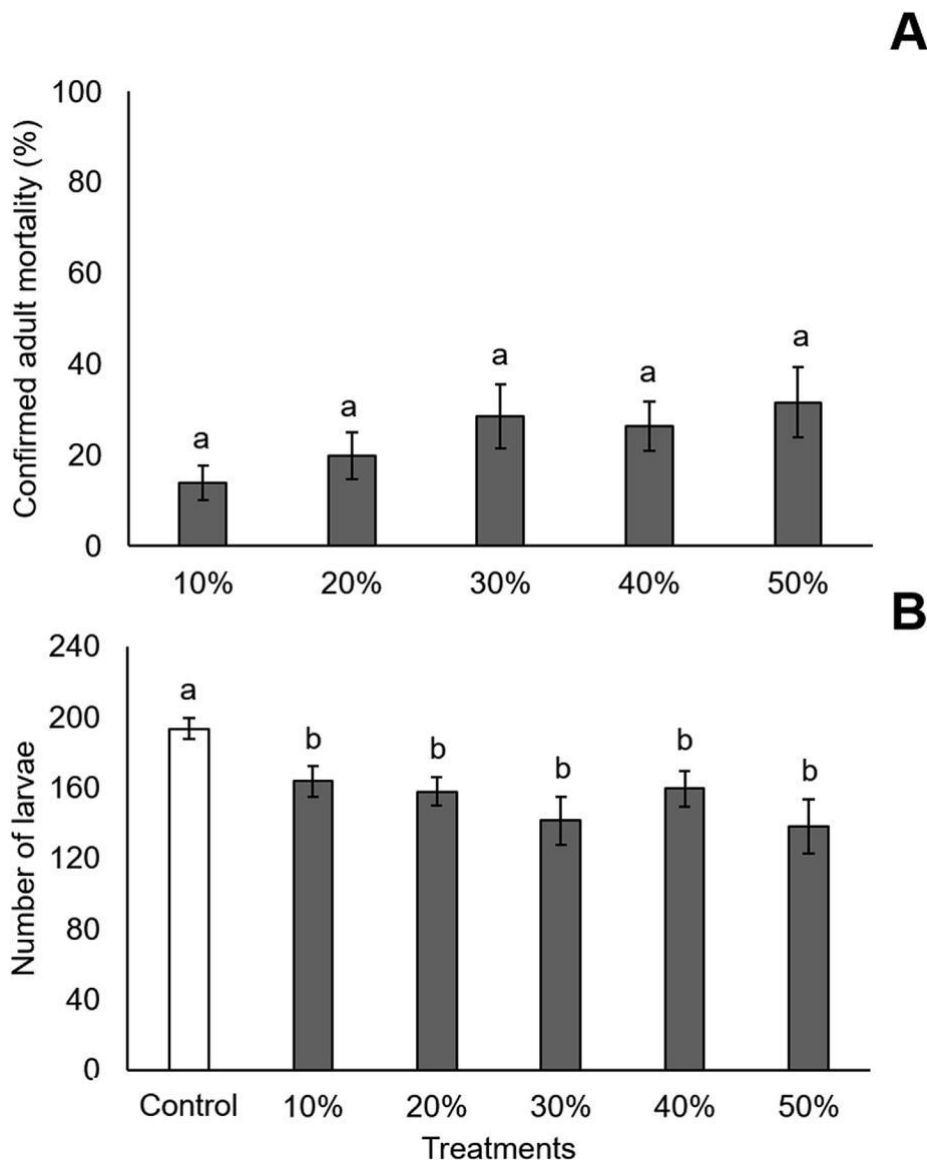 A
Confirmed adult mortality (%)
100
80
60
40
20
0
a
a
a
a
a
10%
20%
30%
40%
50%
B
Number of larvae
240
200
160
120
80
40
0
a
b
b
b
b
b
Control
10%
20%
30%
40%
50%
Treatments